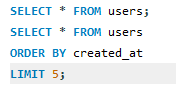 SELECT * FROM users;
SELECT * FROM users
ORDER BY created_at
LIMIT 5;